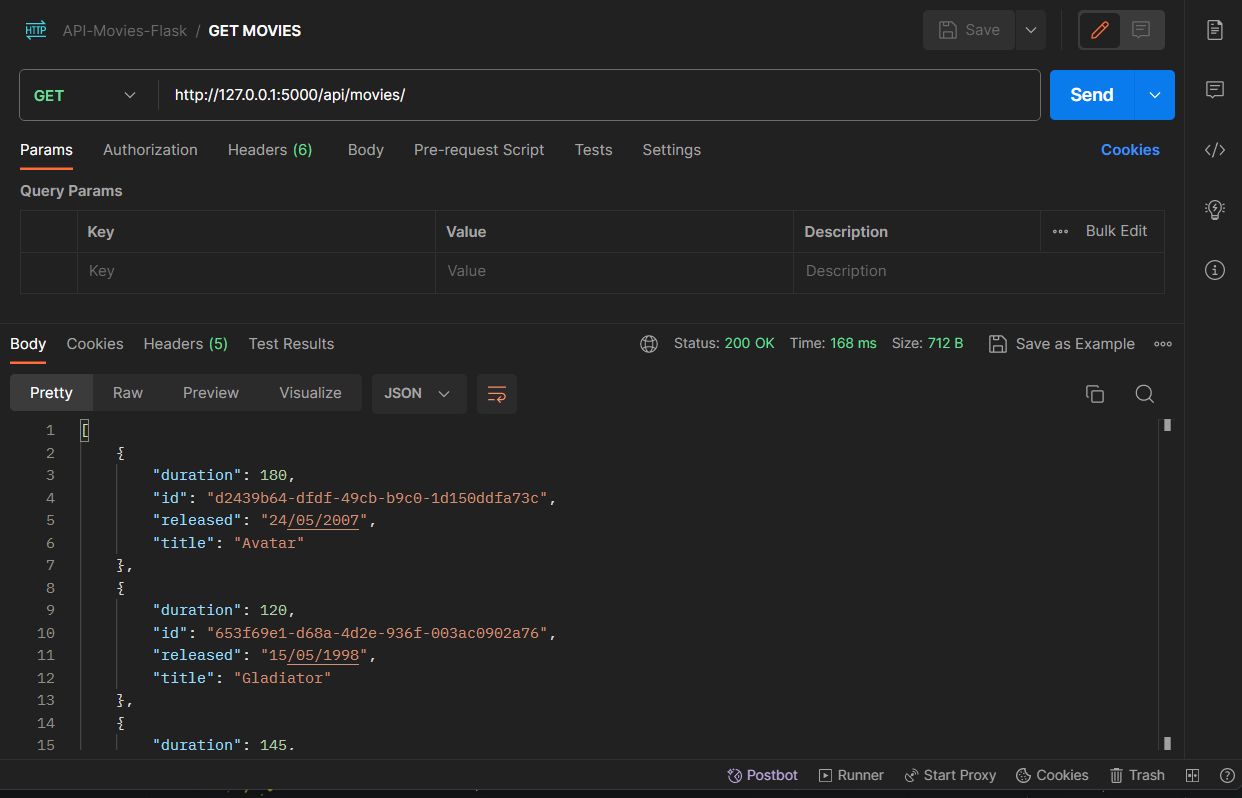 HTTP API-Movies-Flask / GET MOVIES Save
GET http://127.0.0.1:5000/api/movies/ Send
Params Authorization Headers (6) Body Pre-request Script Tests Settings Cookies
Query Params
Key Value Description Bulk Edit
Key Value Description
Body Cookies Headers (5) Test Results Status: 200 OK Time: 168 ms Size: 712 B Save as Example
Pretty Raw Preview Visualize JSON
1 [
2 {
3 "duration": 180,
4 "id": "d2439b64-dfdf-49cb-b9c0-1d150ddfa73c",
5 "released": "24/05/2007",
6 "title": "Avatar"
7 },
8 {
9 "duration": 120,
10 "id": "653f69e1-d68a-4d2e-936f-003ac0902a76",
11 "released": "15/05/1998",
12 "title": "Gladiator"
13 },
14 {
15 "duration": 145,
Postbot Runner Start Proxy Cookies Trash